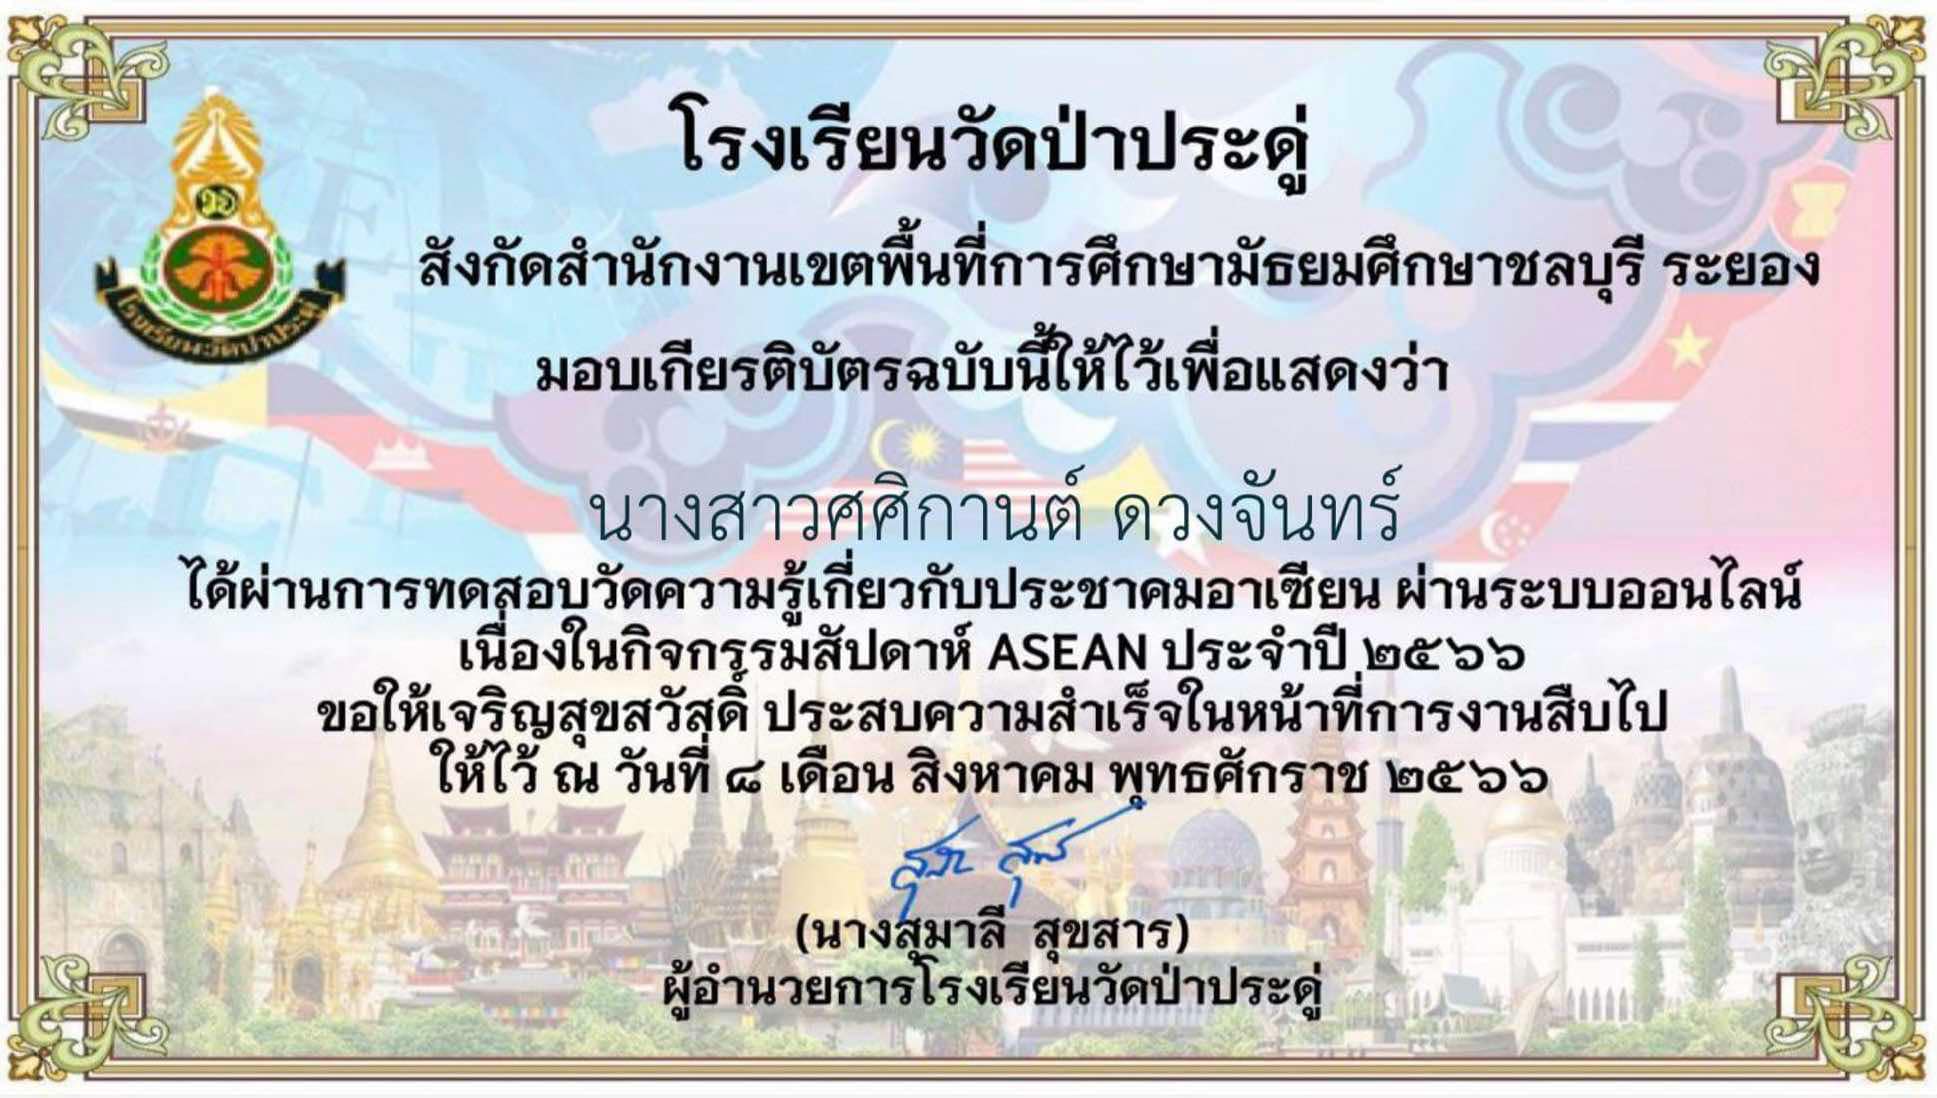 โรงเรียนวัดป่าประดู่
สังกัดสำนักงานเขตพื้นที่การศึกษามัธยมศึกษาชลบุรี ระยอง
โรงเรียนวัดป่าประดู่
มอบเกียรติบัตรฉบับนี้ให้ไว้เพื่อแสดงว่า
นางสาวศศิกานต์ ดวงจันทร์
ได้ผ่านการทดสอบวัดความรู้เกี่ยวกับประชาคมอาเซียน ผ่านระบบออนไลน์
เนื่องในกิจกรรมสัปดาห์ ASEAN ประจำปี ๒๕๖๖
ขอให้เจริญสุขสวัสดิ์ ประสบความสำเร็จในหน้าที่การงานสืบไป
ให้ไว้ ณ วันที่ ๘ เดือน สิงหาคม พุทธศักราช ๒๕๖๖
(นางสุมาลี สุขสาร)
ผู้อำนวยการโรงเรียนวัดป่าประดู่